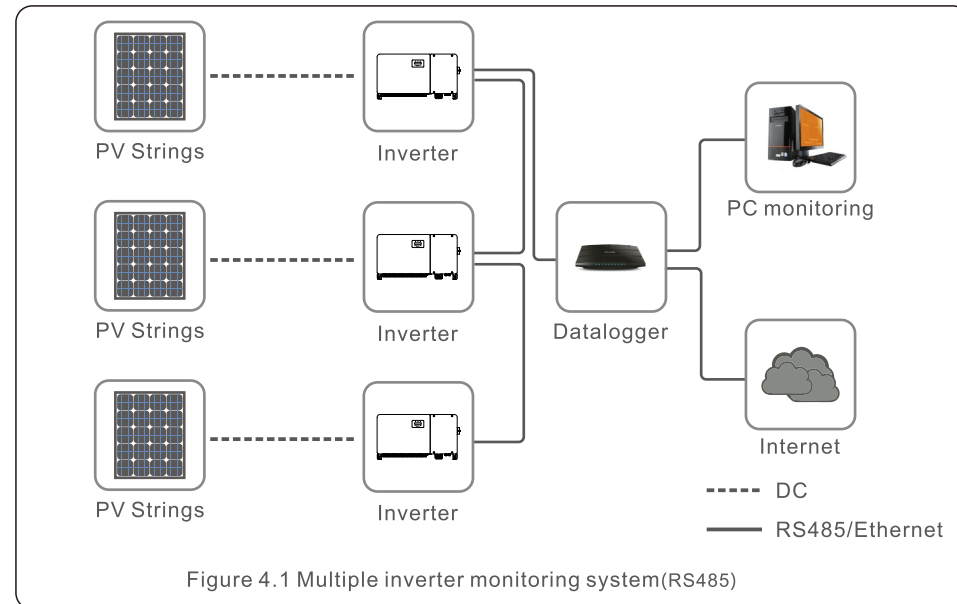 PV Strings
Inverter
PC monitoring
PV Strings
Inverter
Datalogger
Internet
PV Strings
Inverter
DC
RS485/Ethernet
Figure 4.1 Multiple inverter monitoring system(RS485)